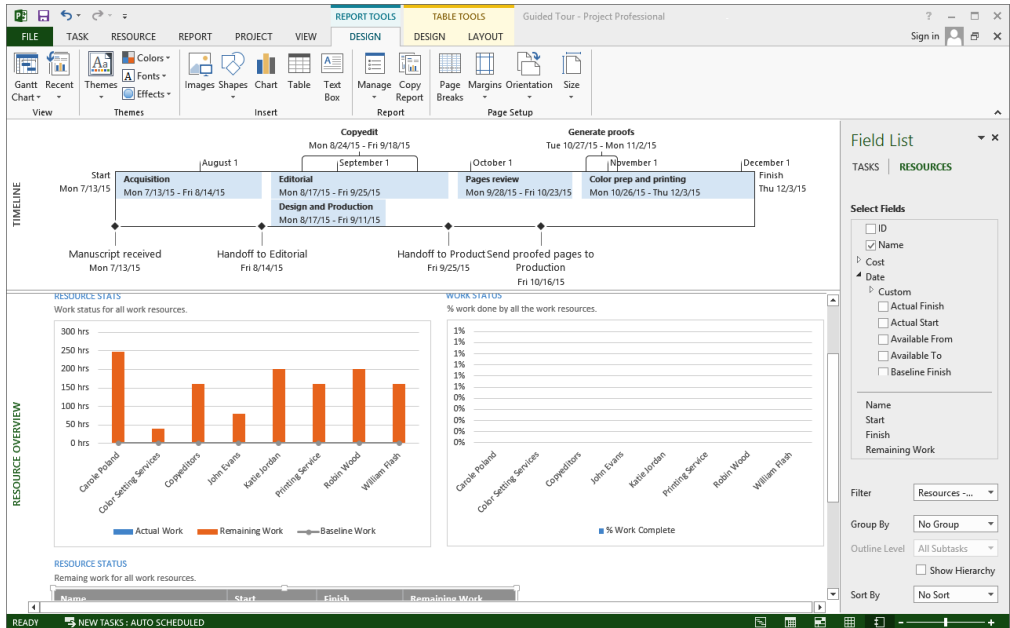 REPORT TOOLS TABLE TOOLS Guided Tour - Project Professional
FILE TASK RESOURCE REPORT PROJECT VIEW DESIGN DESIGN LAYOUT Sign in
Gantt Chart Recent Themes Colors Fonts Effects Images Shapes Chart Table Text Box Manage Copy Report Page Breaks Margins Orientation Size
View Themes Insert Report Page Setup
TIMELINE
Copyedit
Mon 8/24/15 - Fri 9/18/15
Generate proofs
Tue 10/27/15 - Mon 11/2/15
August 1 September 1 October 1 November 1 December 1
Start
Mon 7/13/15
Acquisition
Mon 7/13/15 - Fri 8/14/15
Editorial
Mon 8/17/15 - Fri 9/25/15
Pages review
Mon 9/28/15 - Fri 10/23/15
Color prep and printing
Mon 10/26/15 - Thu 12/3/15
Finish
Thu 12/3/15
Design and Production
Mon 8/17/15 - Fri 9/11/15
Manuscript received
Mon 7/13/15
Handoff to Editorial
Fri 8/14/15
Handoff to Product
Fri 9/25/15
Send proofed pages to
Production
Fri 10/16/15
RESOURCE OVERVIEW
RESOURCE STATS
Work status for all work resources.
300 hrs
250 hrs
200 hrs
150 hrs
100 hrs
50 hrs
0 hrs
Carole Poland
Color Setting Services
Copyeditors
John Evans
Katie Jordan
Printing Service
Robin Wood
William Flash
Actual Work Remaining Work Baseline Work
WORK STATUS
% work done by all the work resources.
1%
1%
1%
1%
1%
1%
0%
0%
0%
0%
0%
Carole Poland
Color Setting Services
Copyeditors
John Evans
Katie Jordan
Printing Service
Robin Wood
William Flash
% Work Complete
RESOURCE STATUS
Remaing work for all work resources.
Name Start Finish Remaining Work
Field List
TASKS RESOURCES
Select Fields
ID
Name
Cost
Date
Custom
Actual Finish
Actual Start
Available From
Available To
Baseline Finish
Name
Start
Finish
Remaining Work
Filter Resources -...
Group By No Group
Outline Level All Subtasks
Show Hierarchy
Sort By No Sort
READY NEW TASKS : AUTO SCHEDULED